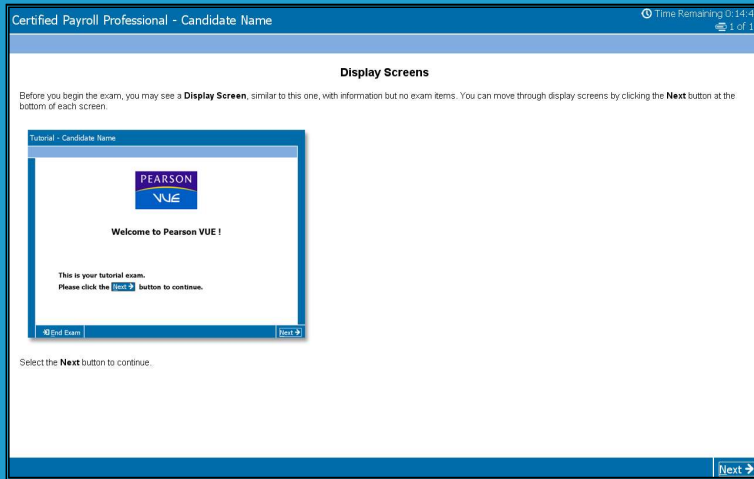 Certified Payroll Professional - Candidate Name
Time Remaining 0:14:4
1 of 1
Display Screens
Before you begin the exam, you may see a Display Screen, similar to this one, with information but no exam items. You can move through display screens by clicking the Next button at the
bottom of each screen.
Tutorial - Candidate Name
PEARSON
VUE
Welcome to Pearson VUE !
This is your tutorial exam.
Please click the Next button to continue.
End Exam
Next
Select the Next button to continue.
Next